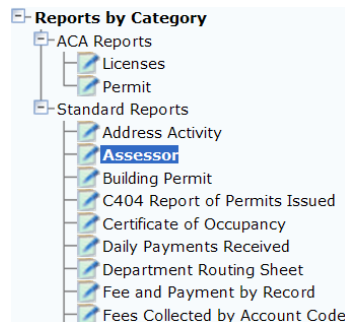 Reports by Category
ACA Reports
Licenses
Permit
Standard Reports
Address Activity
Assessor
Building Permit
C404 Report of Permits Issued
Certificate of Occupancy
Daily Payments Received
Department Routing Sheet
Fee and Payment by Record
Fees Collected by Account Code